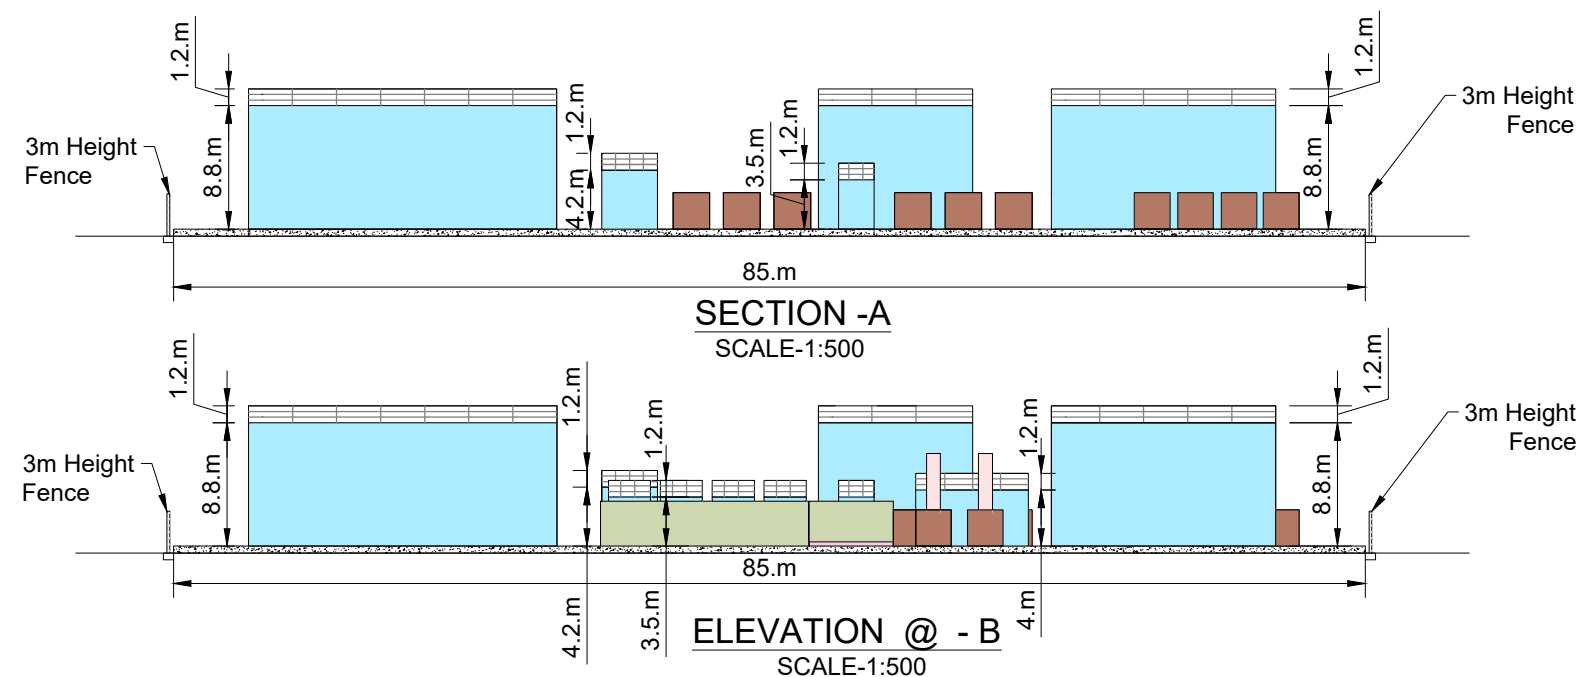 1.2.m
8.8.m
3m Height
Fence
1.2.m
4.2.m
1.2.m
3.5.m
1.2.m
8.8.m
3m Height
Fence
85.m
SECTION -A
SCALE-1:500
1.2.m
8.8.m
3m Height
Fence
1.2.m
1.2.m
1.2.m
1.2.m
8.8.m
3m Height
Fence
85.m
4.2.m
3.5.m
4.m
ELEVATION @ - B
SCALE-1:500